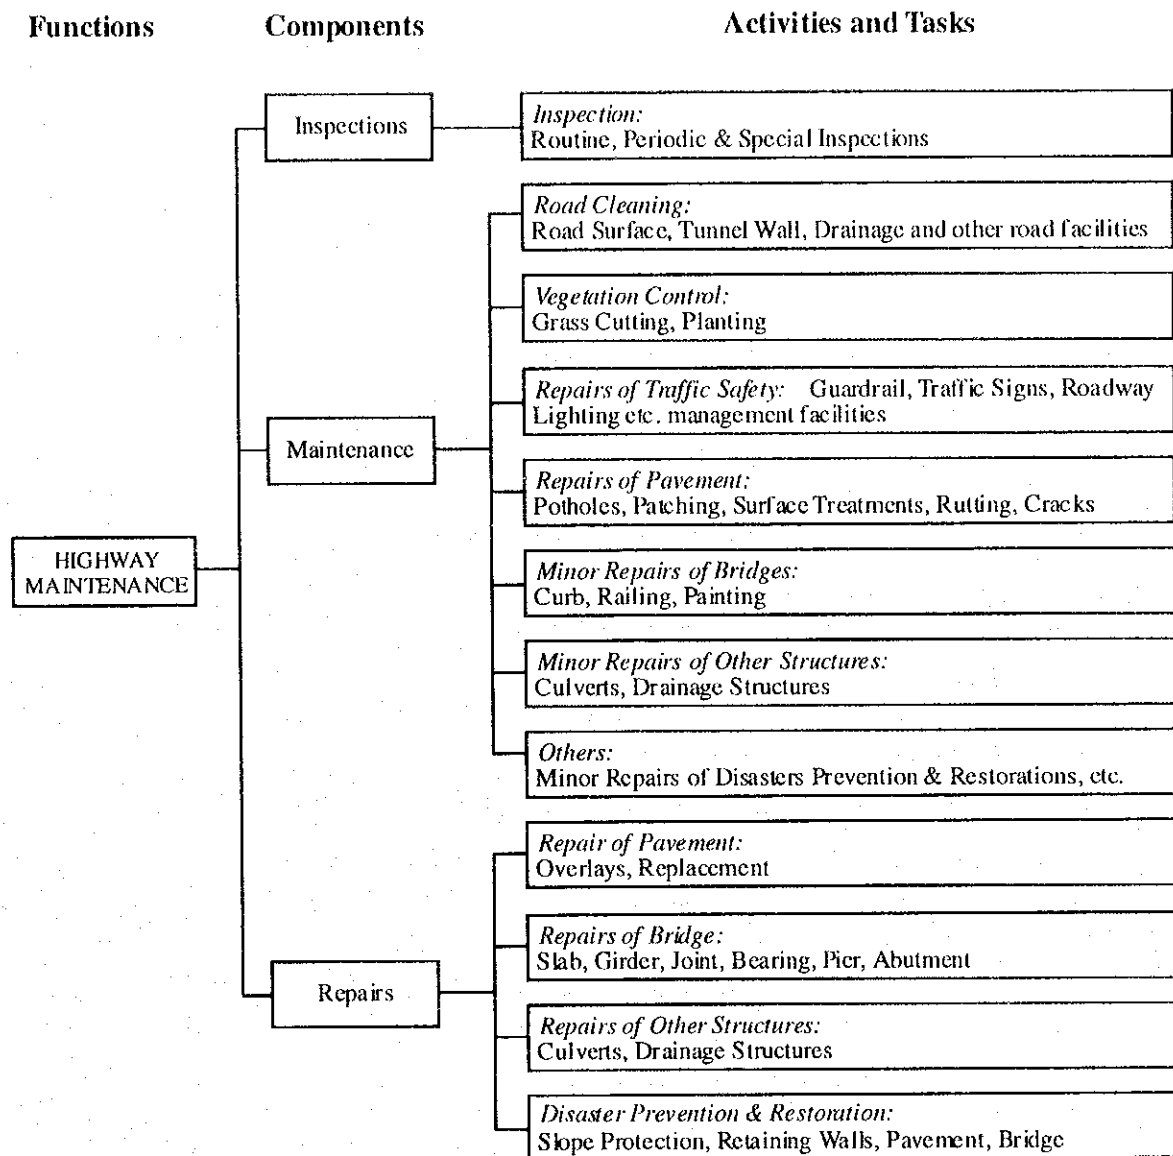 Functions Components Activities and Tasks
Inspections
Inspection:
Routine, Periodic & Special Inspections
Road Cleaning:
Road Surface, Tunnel Wall, Drainage and other road facilities
Vegetation Control:
Grass Cutting, Planting
Repairs of Traffic Safety: Guardrail, Traffic Signs, Roadway
Lighting etc. management facilities
Maintenance
Repairs of Pavement:
Potholes, Patching, Surface Treatments, Rutting, Cracks
HIGHWAY
MAINTENANCE
Minor Repairs of Bridges:
Curb, Railing, Painting
Minor Repairs of Other Structures:
Culverts, Drainage Structures
Others:
Minor Repairs of Disasters Prevention & Restorations, etc.
Repair of Pavement:
Overlays, Replacement
Repairs of Bridge:
Slab, Girder, Joint, Bearing, Pier, Abutment
Repairs
Repairs of Other Structures:
Culverts, Drainage Structures
Disaster Prevention & Restoration:
Slope Protection, Retaining Walls, Pavement, Bridge